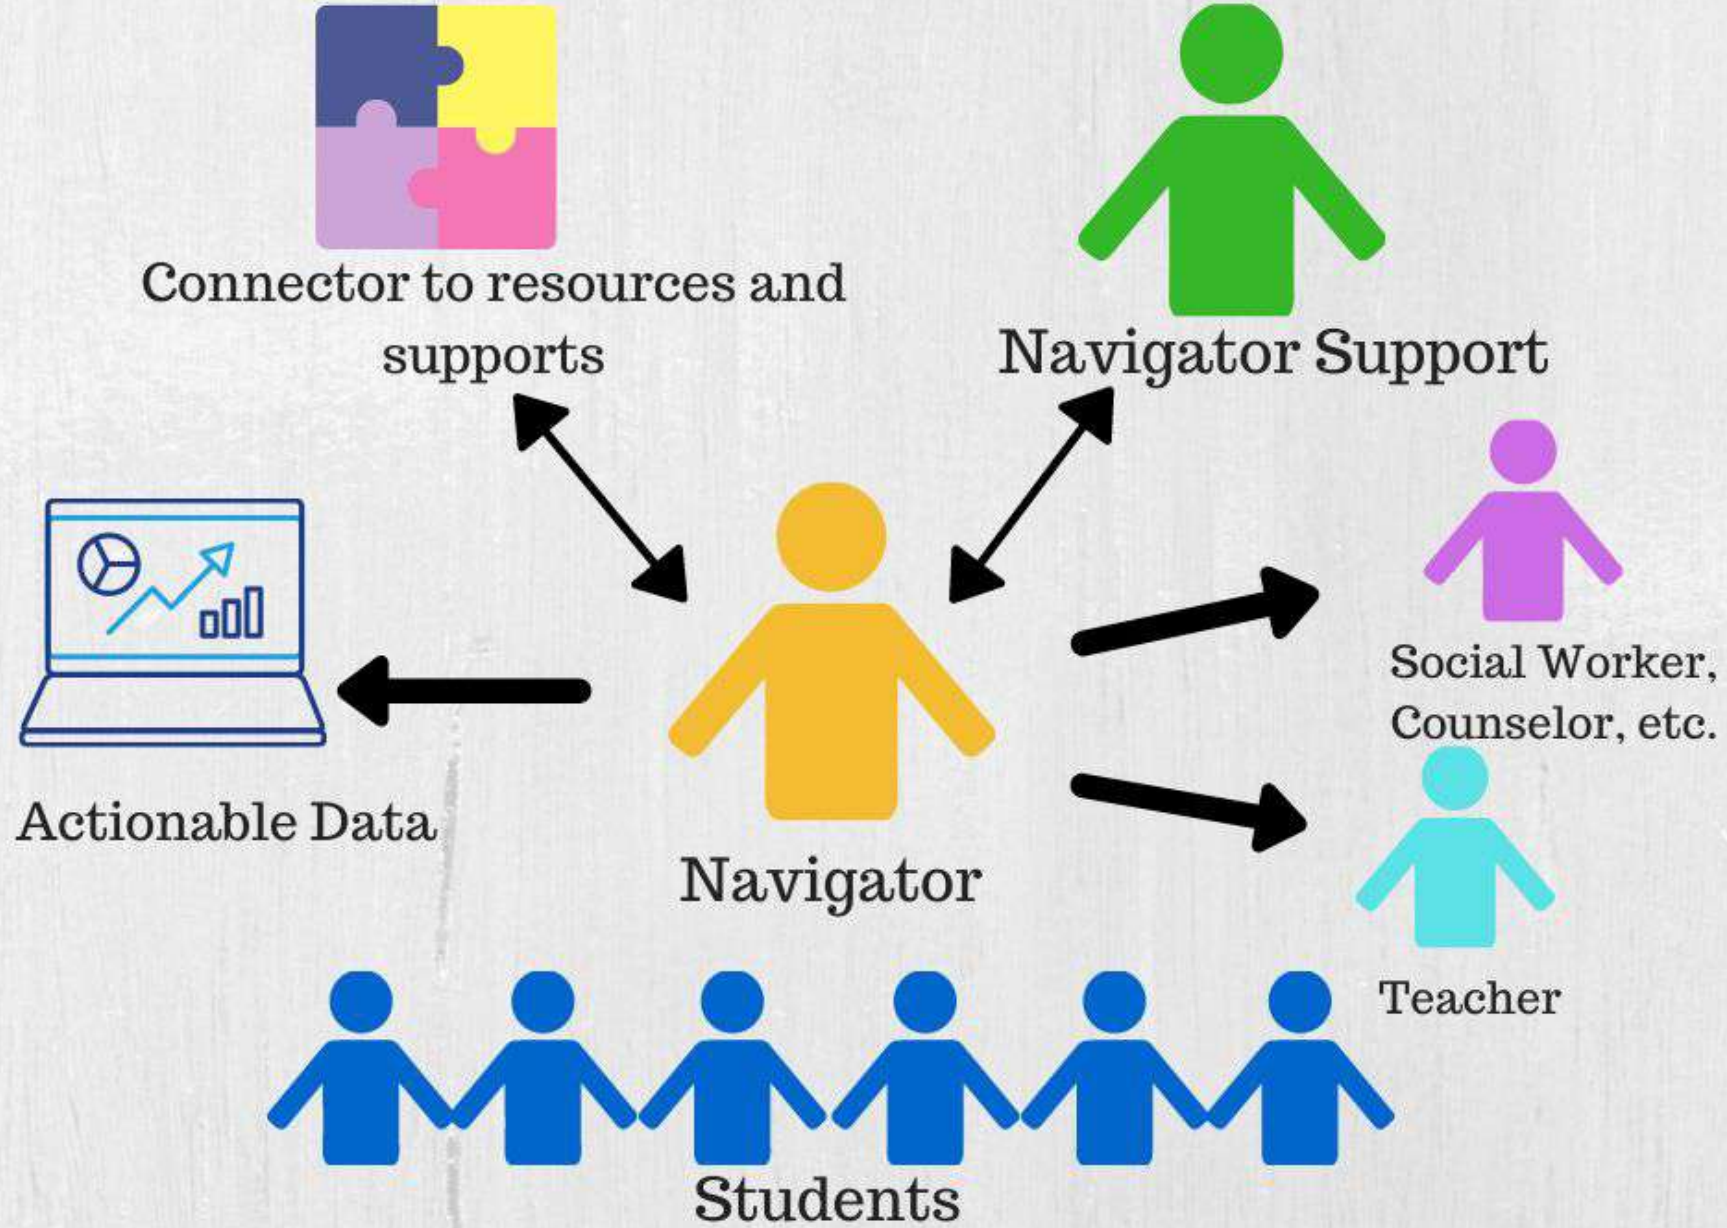 Connector to resources and
supports
Navigator Support
Social Worker,
Counselor, etc.
Actionable Data
Navigator
Teacher
Students